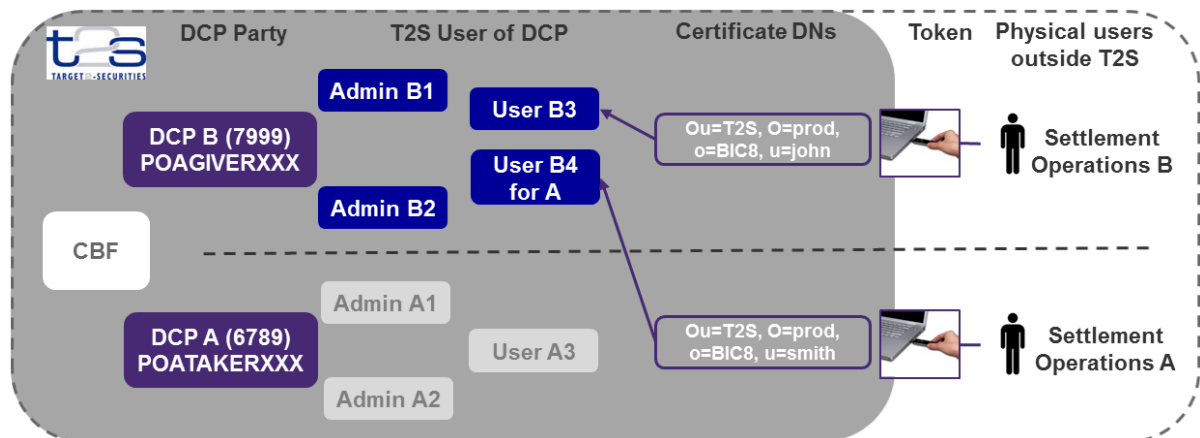 t2s
TARGET2-SECURITIES
DCP Party
T2S User of DCP
Certificate DNs
Token
Physical users
outside T2S
Admin B1
User B3
DCP B (7999)
POAGIVERXXX
Ou=T2S, O=prod,
o=BIC8, u=john
Settlement
Operations B
User B4
for A
Admin B2
CBF
Admin A1
DCP A (6789)
POATAKERXXX
User A3
Ou=T2S, O=prod,
o=BIC8, u=smith
Settlement
Operations A
Admin A2